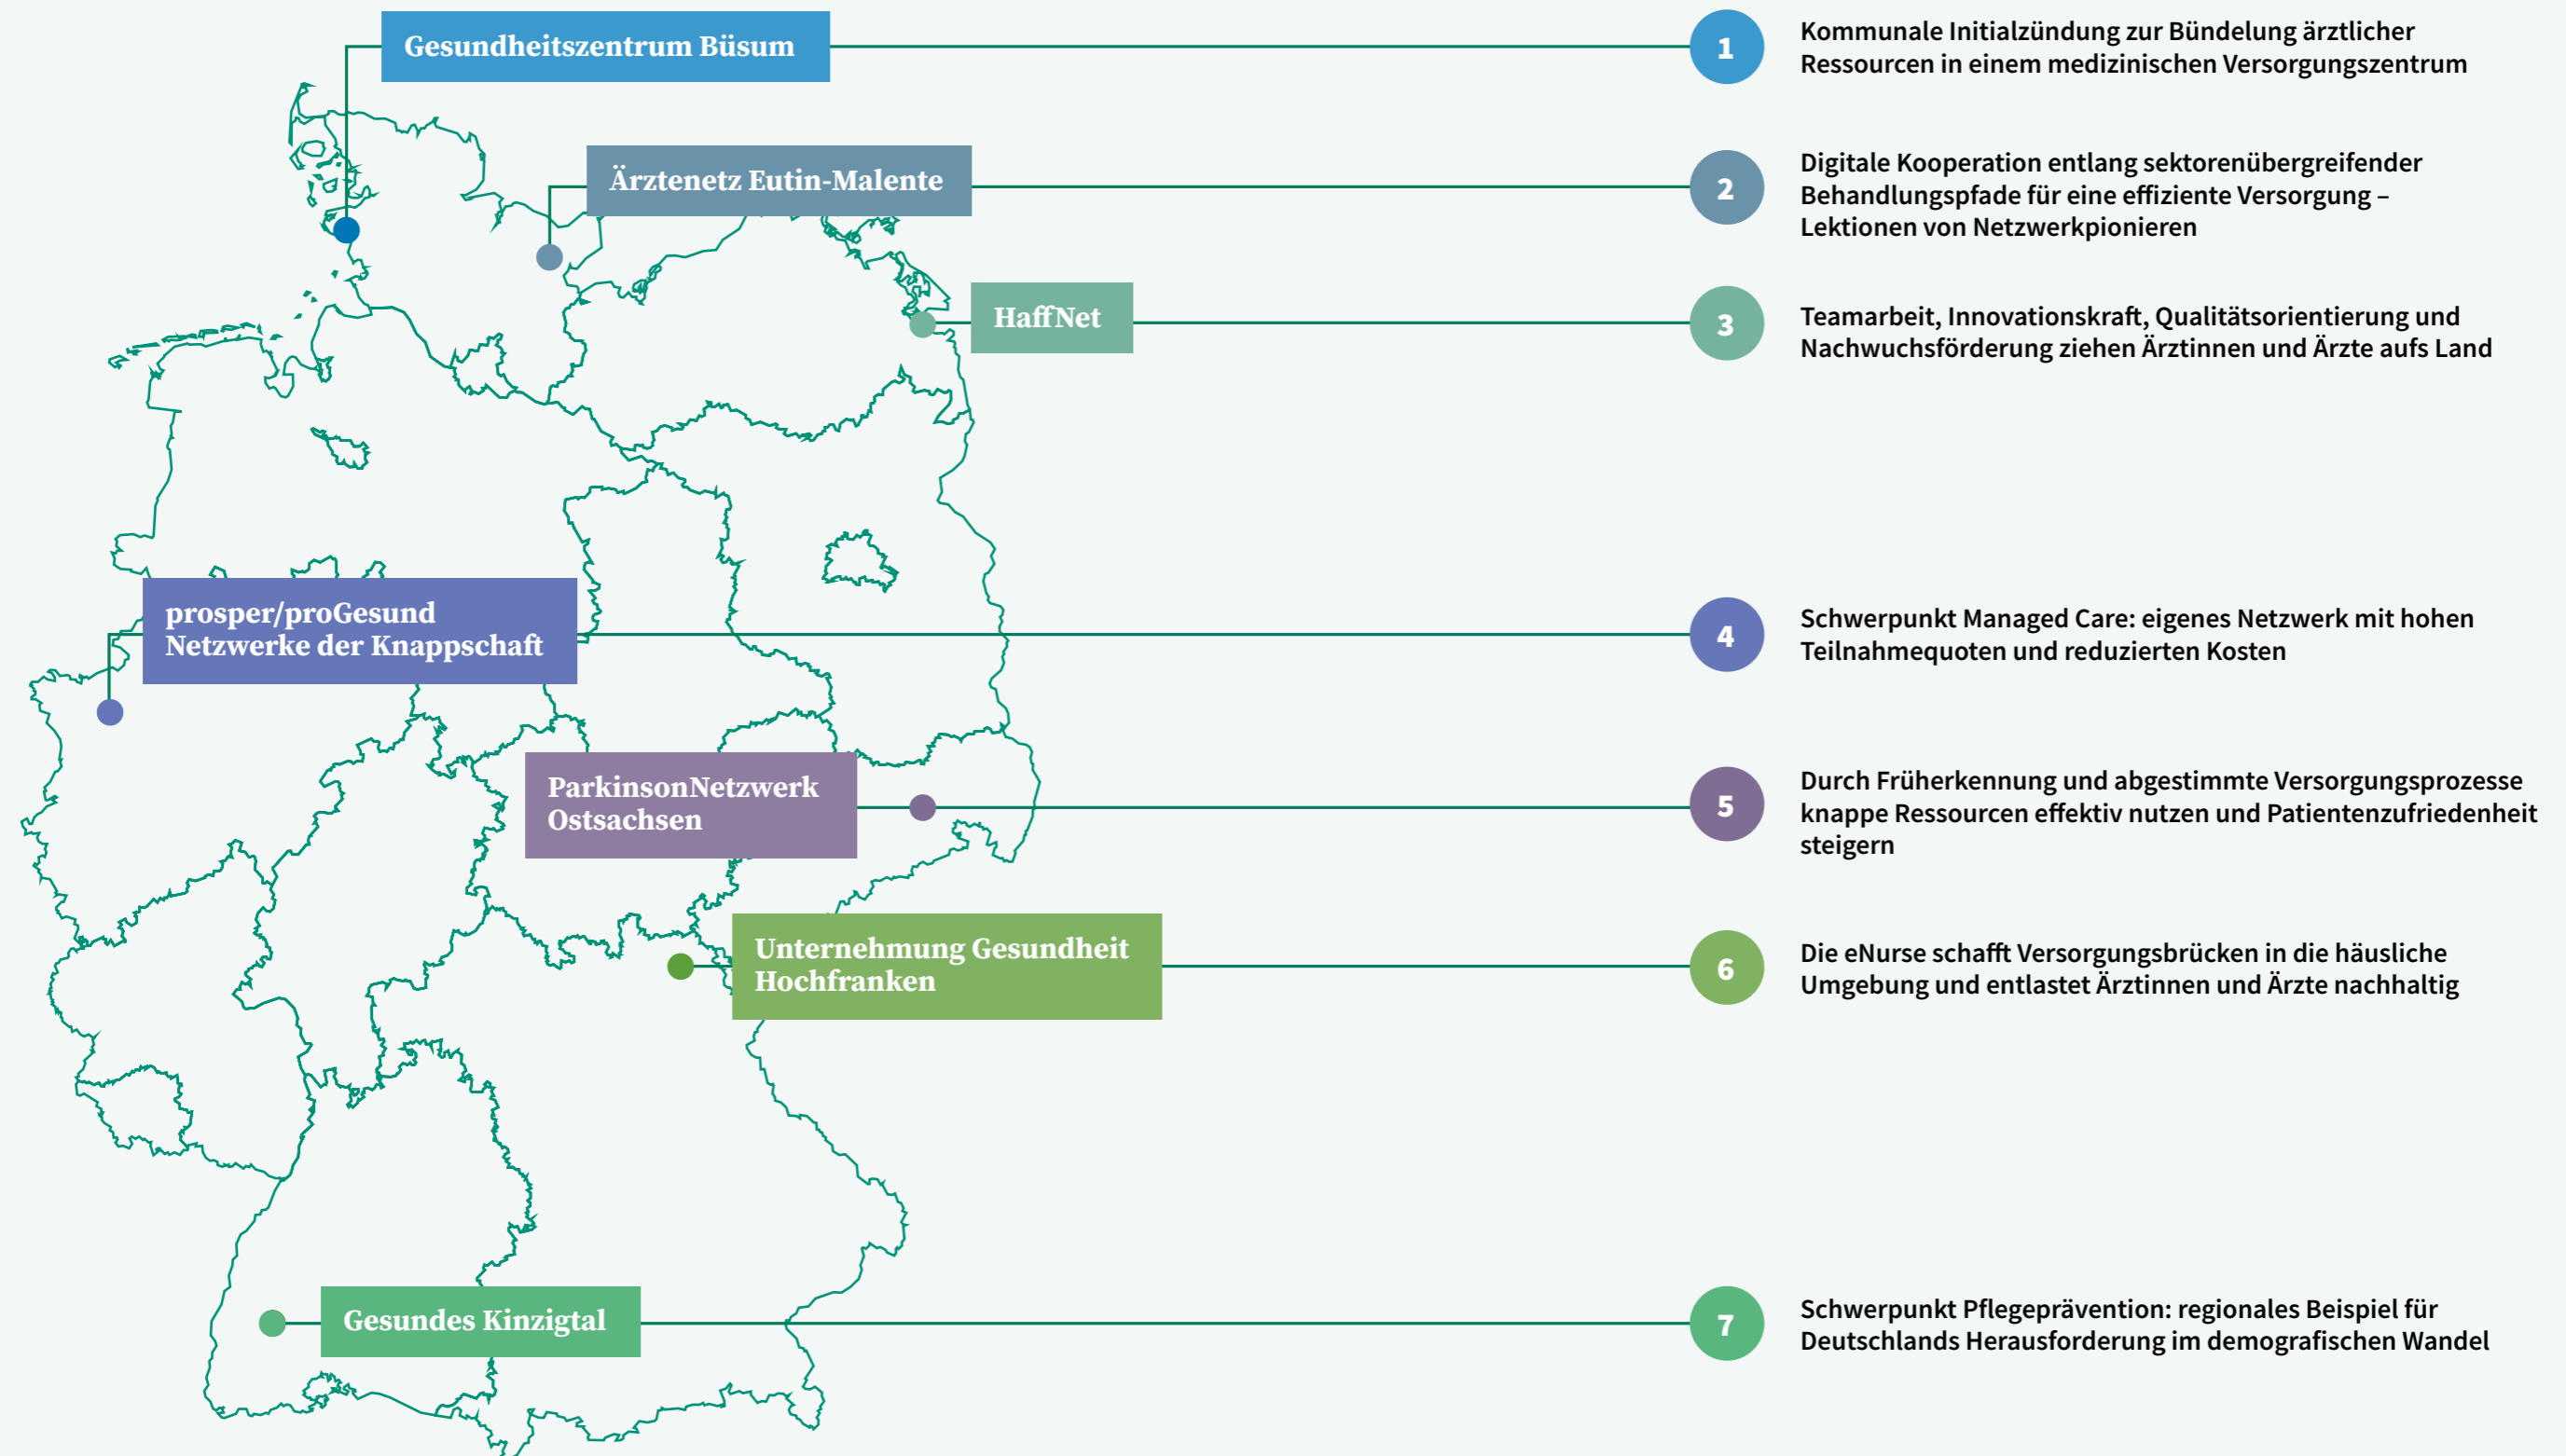 Gesundheitszentrum Büsum
1
Kommunale Initialzündung zur Bündelung ärztlicher
Ressourcen in einem medizinischen Versorgungszentrum
Ärztenetz Eutin-Malente
2
Digitale Kooperation entlang sektorenübergreifender
Behandlungspfade für eine effiziente Versorgung –
Lektionen von Netzwerkpionieren
HaffNet
3
Teamarbeit, Innovationskraft, Qualitätsorientierung und
Nachwuchsförderung ziehen Ärztinnen und Ärzte aufs Land
prosper/proGesund
Netzwerke der Knappschaft
4
Schwerpunkt Managed Care: eigenes Netzwerk mit hohen
Teilnahmequoten und reduzierten Kosten
ParkinsonNetzwerk
Ostsachsen
5
Durch Früherkennung und abgestimmte Versorgungsprozesse
knappe Ressourcen effektiv nutzen und Patientenzufriedenheit
steigern
Unternehmung Gesundheit
Hochfranken
6
Die eNurse schafft Versorgungsbrücken in die häusliche
Umgebung und entlastet Ärztinnen und Ärzte nachhaltig
Gesundes Kinzigtal
7
Schwerpunkt Pflegeprävention: regionales Beispiel für
Deutschlands Herausforderung im demografischen Wandel